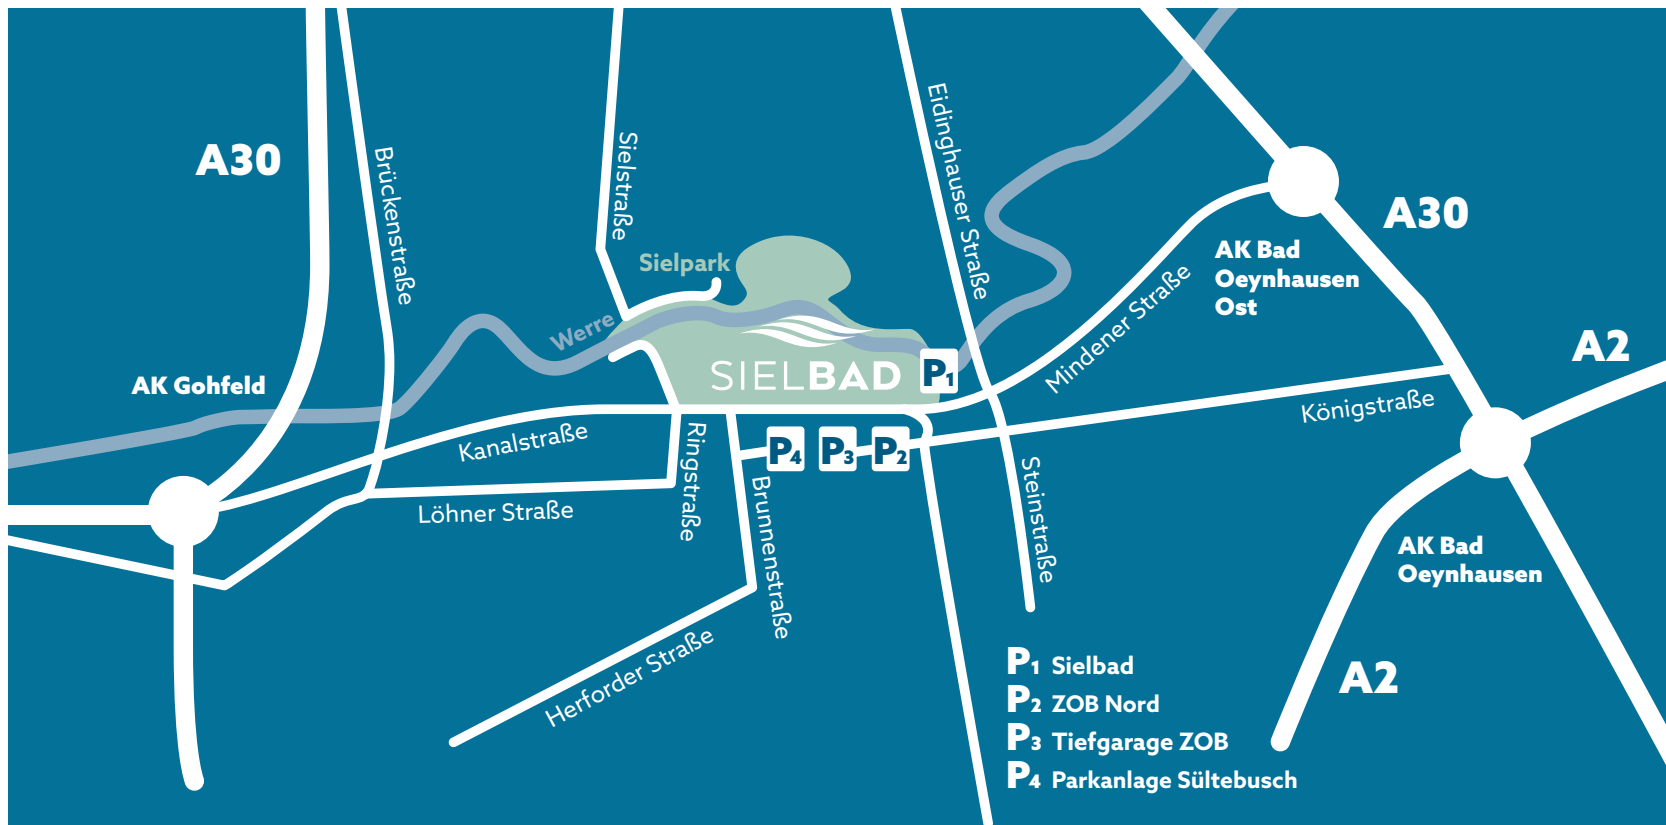 A30
Brückenstraße
Sielstraße
Eidinghauser Straße
A30
AK Bad
Oeynhausen
Ost
Sielpark
Werre
Mindener Straße
A2
AK Gohfeld
SIELBAD
P1
Königstraße
Kanalstraße
Ringstraße
P4
P3
P2
Löhner Straße
Brunnenstraße
Steinstraße
AK Bad
Oeynhausen
Herforder Straße
A2
P1 Sielbad
P2 ZOB Nord
P3 Tiefgarage ZOB
P4 Parkanlage Sültebusch